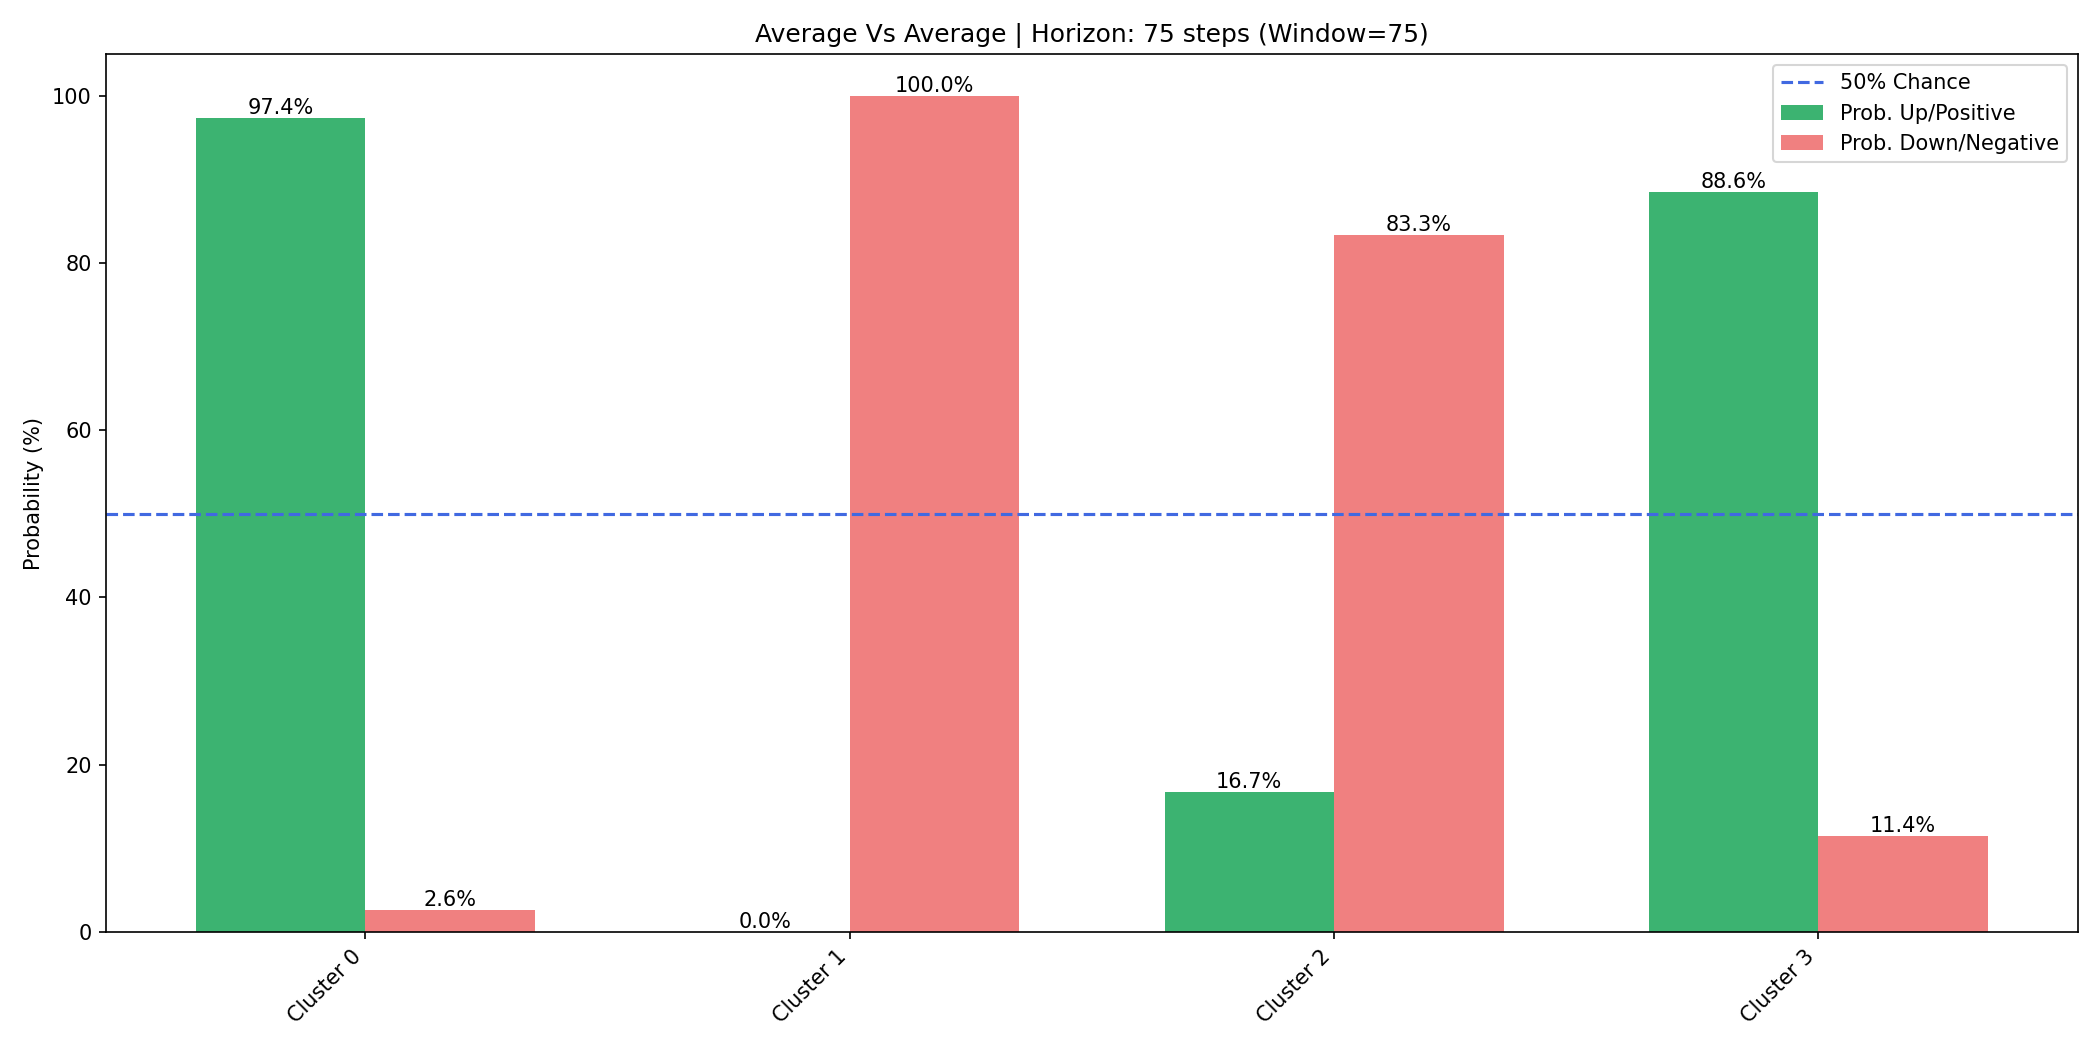 Average Vs Average | Horizon: 75 steps (Window=75)
50% Chance
Prob. Up/Positive
Prob. Down/Negative
Probability (%)
100
80
60
40
20
0
97.4%
2.6%
0.0%
100.0%
16.7%
83.3%
88.6%
11.4%
Cluster 0
Cluster 1
Cluster 2
Cluster 3